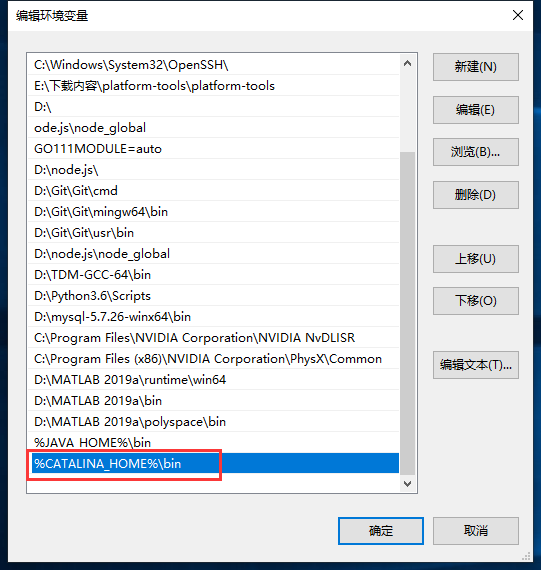 编辑环境变量
C:\Windows\System32\OpenSSH\
E:\下载内容\platform-tools\platform-tools
D:\
ode.js\node_global
GO111MODULE=auto
D:\node.js\
D:\Git\Git\cmd
D:\Git\Git\mingw64\bin
D:\Git\Git\usr\bin
D:\node.js\node_global
D:\TDM-GCC-64\bin
D:\Python3.6\Scripts
D:\mysql-5.7.26-winx64\bin
C:\Program Files\NVIDIA Corporation\NVIDIA NvDLISR
C:\Program Files (x86)\NVIDIA Corporation\PhysX\Common
D:\MATLAB 2019a\runtime\win64
D:\MATLAB 2019a\bin
D:\MATLAB 2019a\polyspace\bin
%JAVA_HOME%\bin
%CATALINA_HOME%\bin
新建(N)
编辑(E)
浏览(B)...
删除(D)
上移(U)
下移(O)
编辑文本(T)...
确定
取消